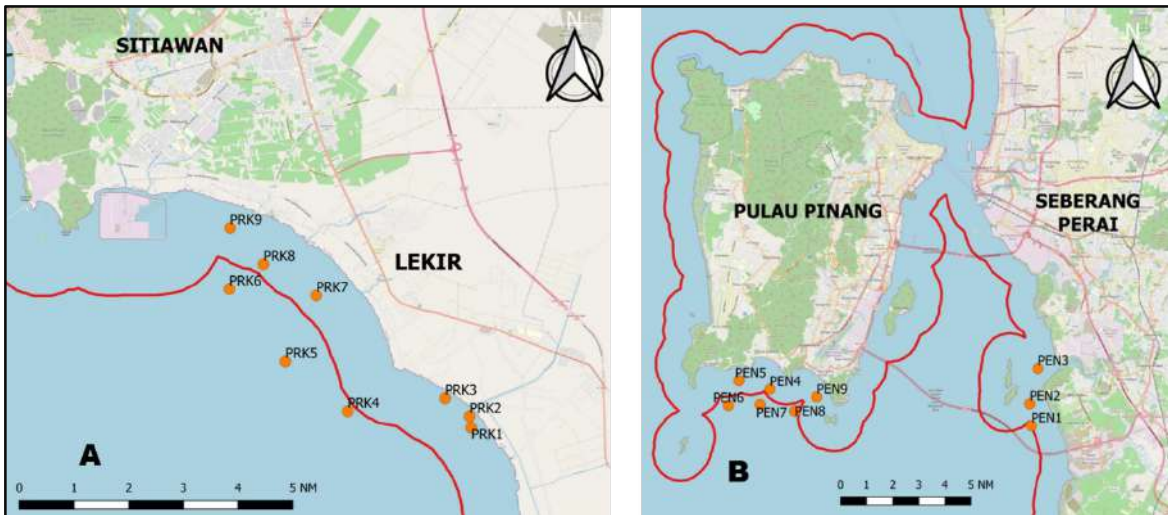 N
SITIAWAN
PRK9
PRK8
LEKIR
PRK6
PRK7
PRK5
PRK3
PRK4
PRK2
PRK1
A
0 1 2 3 4 5 NM
N
PULAU PINANG
SEBERANG
PERAI
PEN3
PEN5
PEN4
PEN9
PEN6
PEN7
PEN8
PEN2
PEN1
B
0 1 2 3 4 5 NM